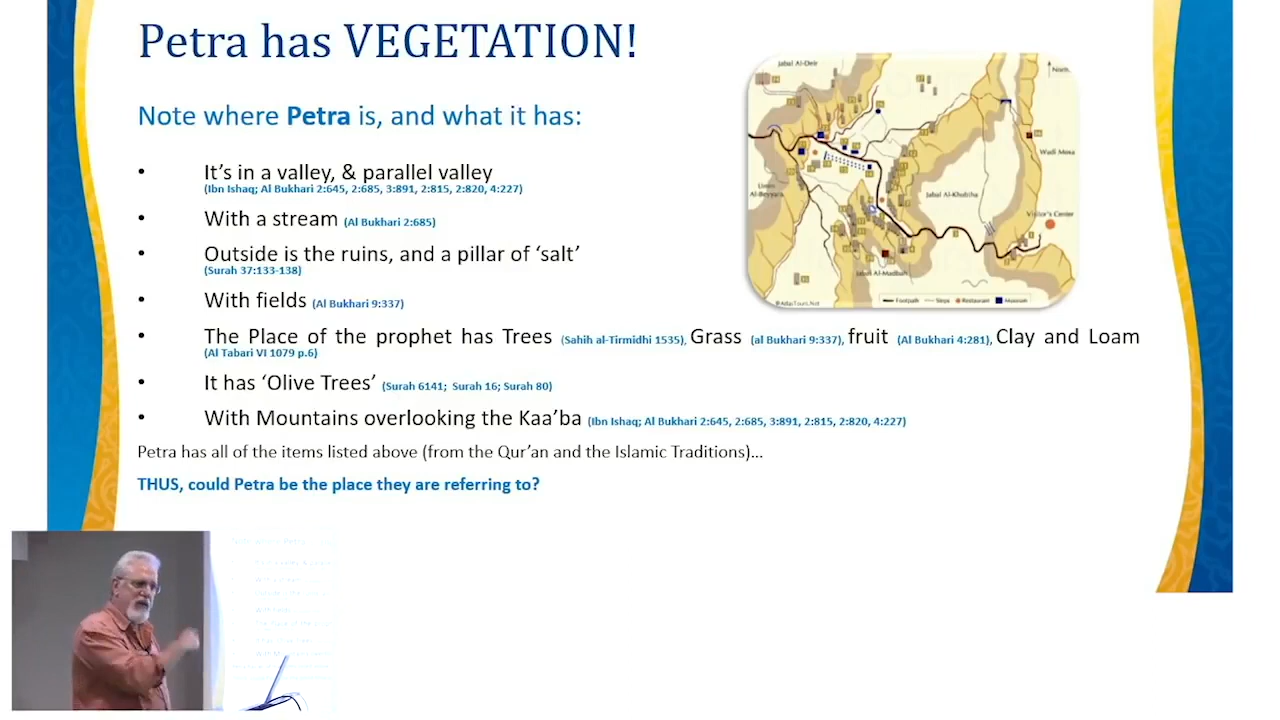 Petra has VEGETATION!
Note where Petra is, and what it has:
• It's in a valley, & parallel valley
(Ibn Ishaq; Al Bukhari 2:645, 2:685, 3:891, 2:815, 2:820, 4:227)
• With a stream (Al Bukhari 2:685)
• Outside is the ruins, and a pillar of 'salt'
(Surah 37:133-138)
• With fields (Al Bukhari 9:337)
• The Place of the prophet has Trees (Sahih al-Tirmidhi 1535), Grass (al Bukhari 9:337), fruit (Al Bukhari 4:281), Clay and Loam
(Al Tabari VI 1079 p.6)
• It has 'Olive Trees' (Surah 6141; Surah 16; Surah 80)
• With Mountains overlooking the Kaa'ba (Ibn Ishaq; Al Bukhari 2:645, 2:685, 3:891, 2:815, 2:820, 4:227)
Petra has all of the items listed above (from the Qur'an and the Islamic Traditions)...
THUS, could Petra be the place they are referring to?
Jabal Al-Deir
North
Wadi Mousa
Umm
Al-Biyyara
Jabal Al-Khubtha
Visitor's Center
Jabal Al-Madbah
Footpath Steps Restaurant Museum